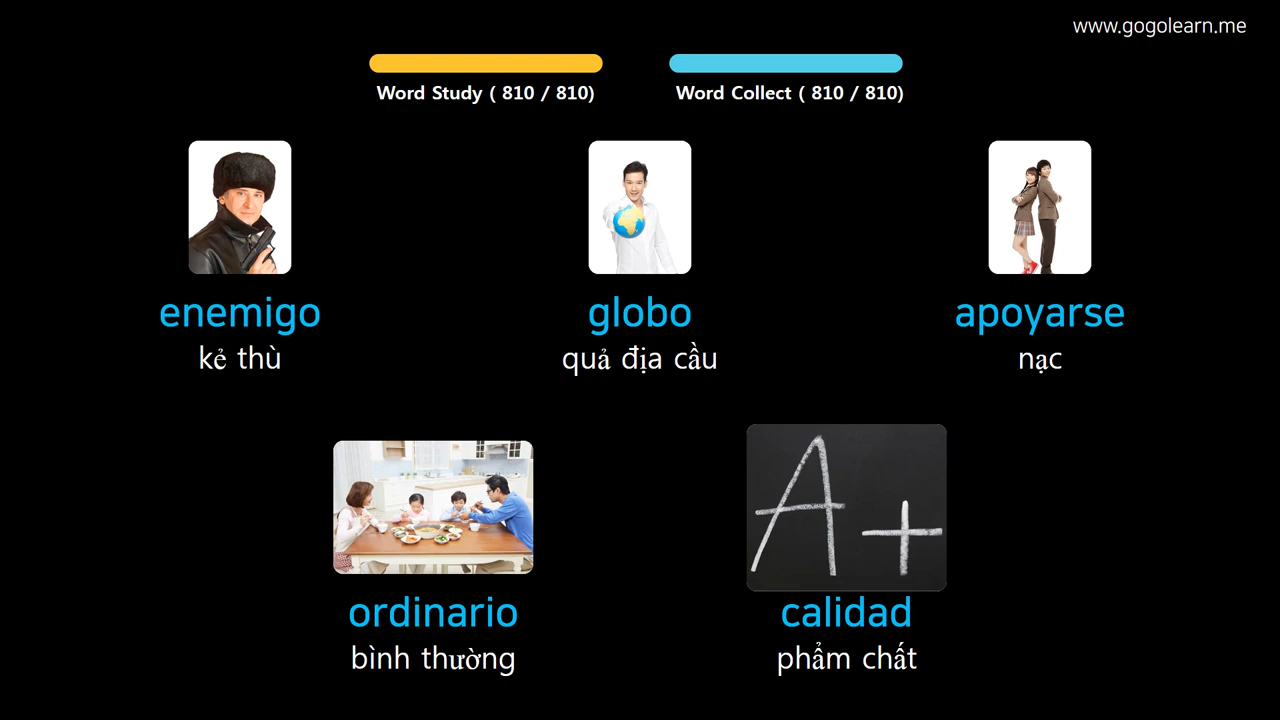 www.gogolearn.me
Word Study ( 810 / 810)
Word Collect ( 810 / 810)
enemigo
kẻ thù
globo
quả địa cầu
apoyarse
nạc
A+
ordinario
bình thường
calidad
phẩm chất